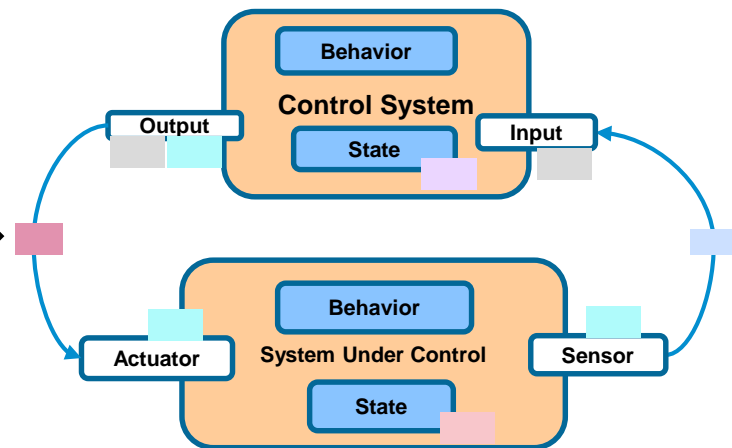 Behavior
Control System
Output
Input
State
Behavior
System Under Control
Actuator
Sensor
State